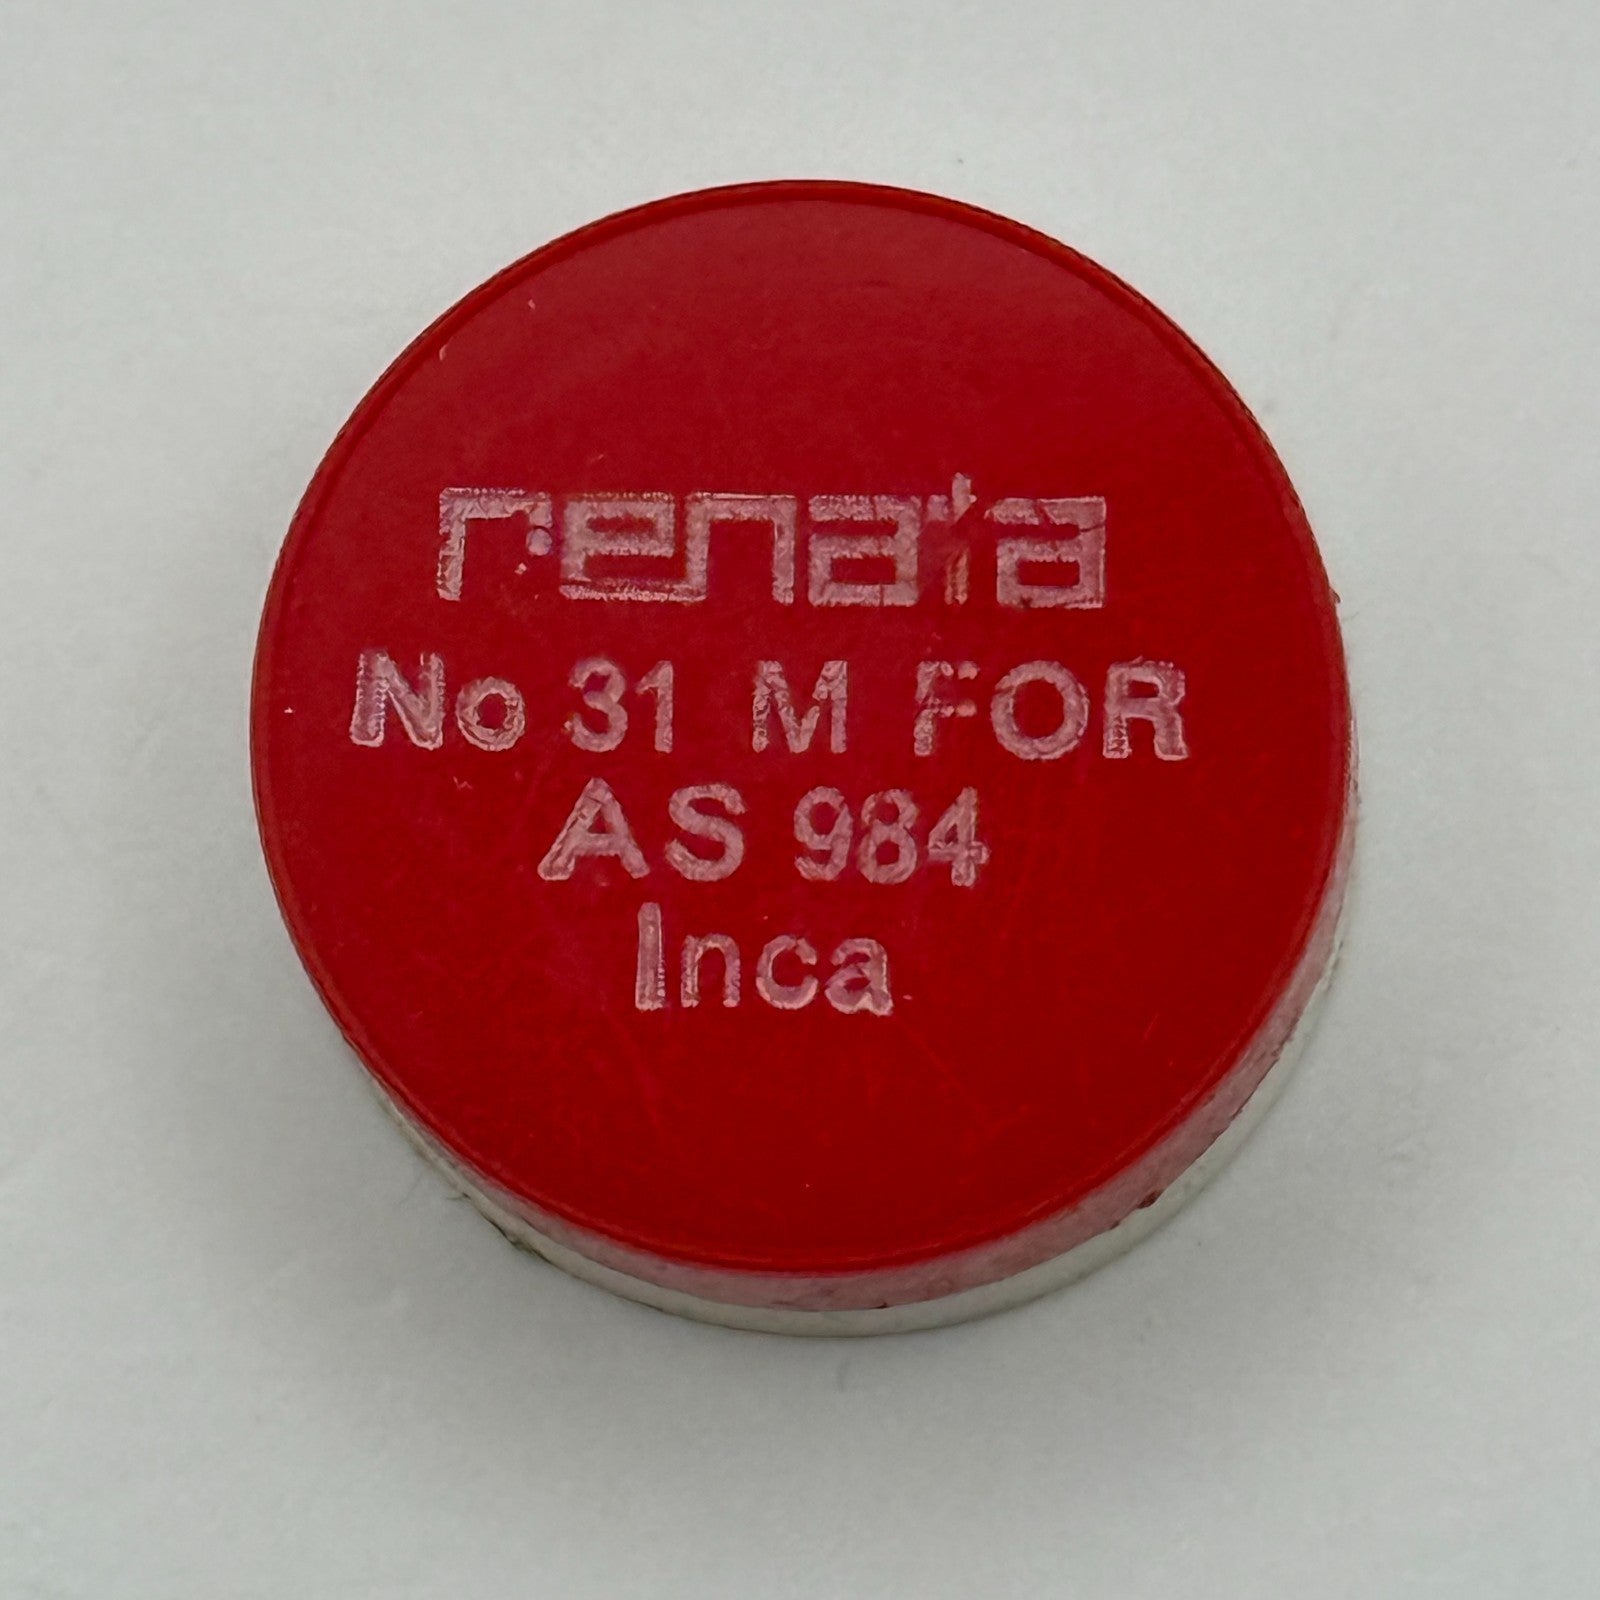 renata
No 31 M FOR
AS 984
Inca